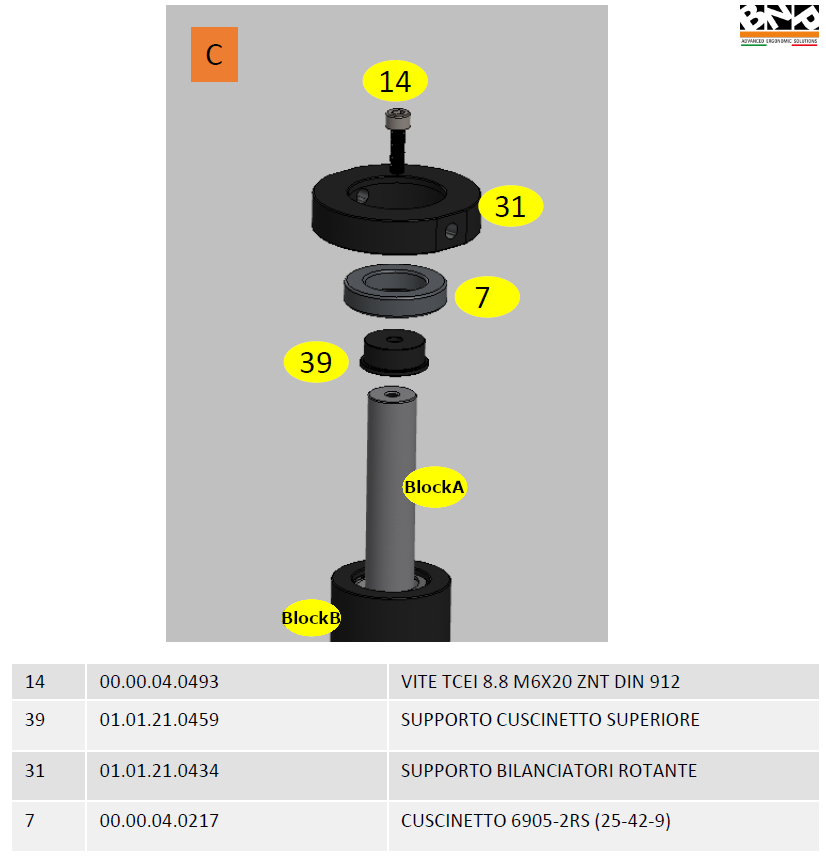 C
BNP
ADVANCED ERGONOMIC SOLUTIONS
14
31
7
39
BlockA
BlockB
14 00.00.04.0493 VITE TCEI 8.8 M6X20 ZNT DIN 912
39 01.01.21.0459 SUPPORTO CUSCINETTO SUPERIORE
31 01.01.21.0434 SUPPORTO BILANCIATORI ROTANTE
7 00.00.04.0217 CUSCINETTO 6905-2RS (25-42-9)